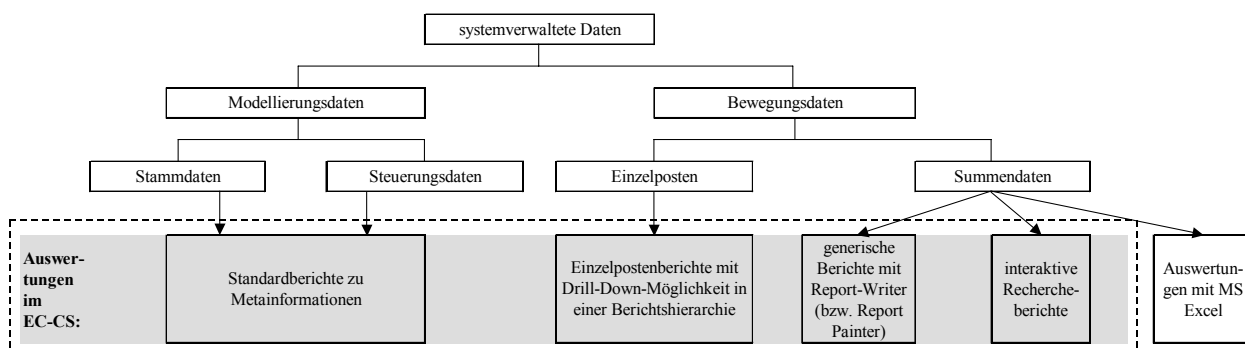 systemverwaltete Daten
Modellierungsdaten
Bewegungsdaten
Stammdaten
Steuerungsdaten
Einzelposten
Summendaten
Auswer-
tungen
im
EC-CS:
Standardberichte zu
Metainformationen
Einzelpostenberichte mit
Drill-Down-Möglichkeit in
einer Berichtshierarchie
generische
Berichte mit
Report-Writer
(bzw. Report
Painter)
interaktive
Recherche-
berichte
Auswertun-
gen mit MS
Excel